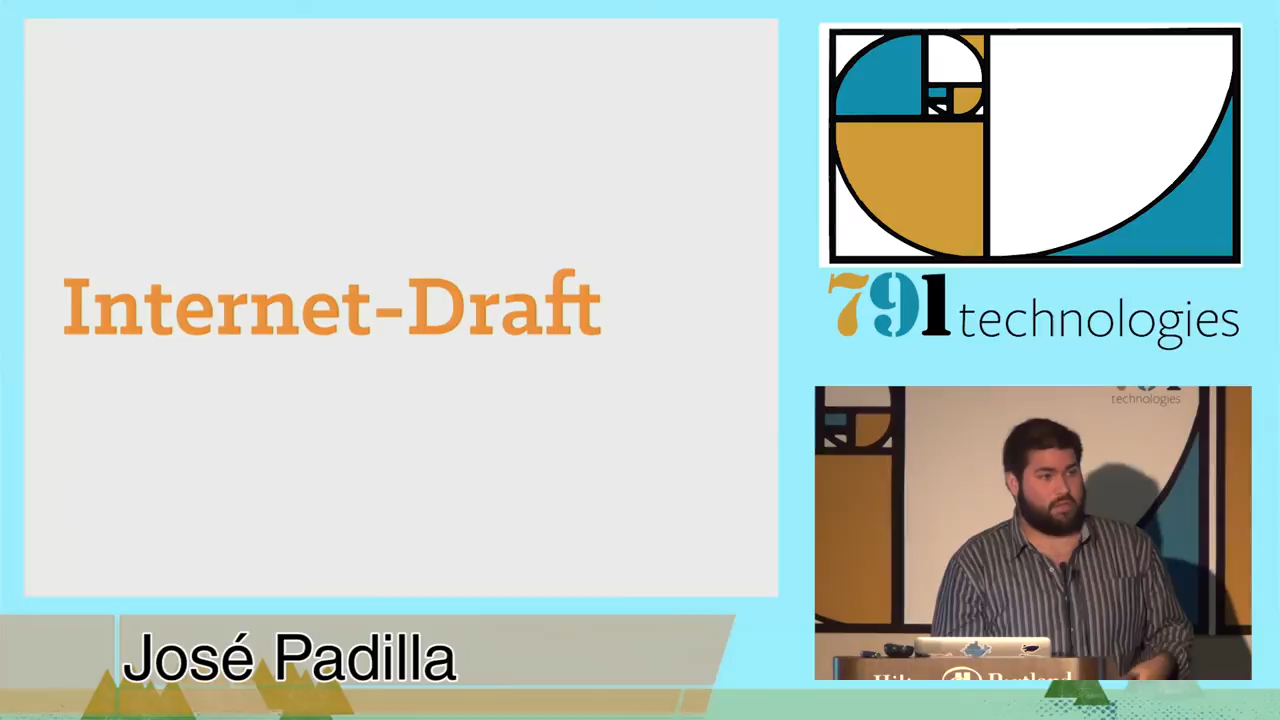 Internet-Draft
791 technologies
technologies
José Padilla